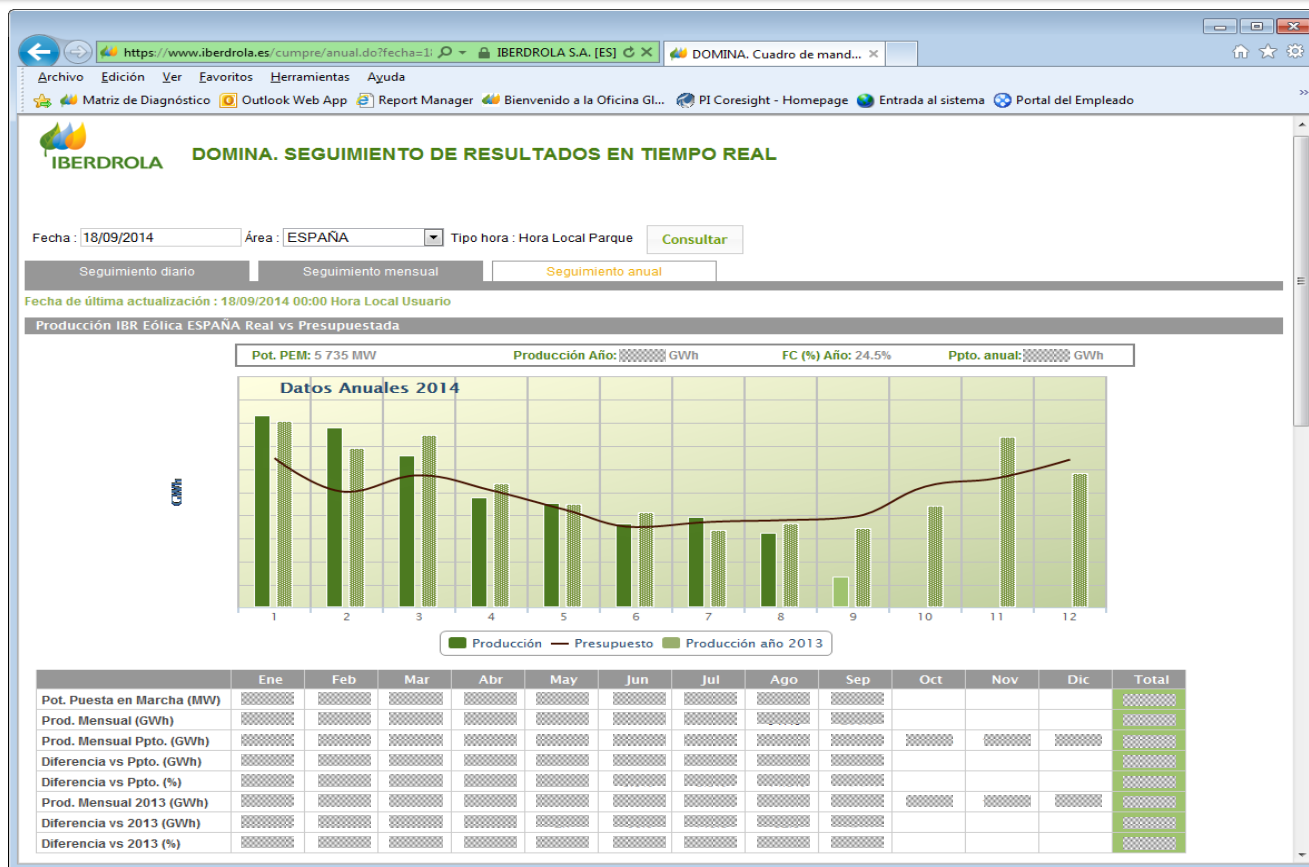 https://www.iberdrola.es/cumpre/anual.do?fecha=1 IBERDROLA S.A. [ES] DOMINA. Cuadro de mand...
Archivo Edición Ver Favoritos Herramientas Ayuda
Matriz de Diagnóstico Outlook Web App Report Manager Bienvenido a la Oficina Gl... PI Coresight - Homepage Entrada al sistema Portal del Empleado
IBERDROLA DOMINA. SEGUIMIENTO DE RESULTADOS EN TIEMPO REAL
Fecha : 18/09/2014 Área : ESPAÑA Tipo hora : Hora Local Parque Consultar
Seguimiento diario Seguimiento mensual Seguimiento anual
Fecha de última actualización : 18/09/2014 00:00 Hora Local Usuario
Producción IBR Eólica ESPAÑA Real vs Presupuestada
Pot. PEM: 5 735 MW Producción Año: GWh FC (%) Año: 24.5% Ppto. anual: GWh
Datos Anuales 2014
GWh
1 2 3 4 5 6 7 8 9 10 11 12
Producción Presupuesto Producción año 2013
Ene Feb Mar Abr May Jun Jul Ago Sep Oct Nov Dic Total
Pot. Puesta en Marcha (MW)
Prod. Mensual (GWh)
Prod. Mensual Ppto. (GWh)
Diferencia vs Ppto. (GWh)
Diferencia vs Ppto. (%)
Prod. Mensual 2013 (GWh)
Diferencia vs 2013 (GWh)
Diferencia vs 2013 (%)